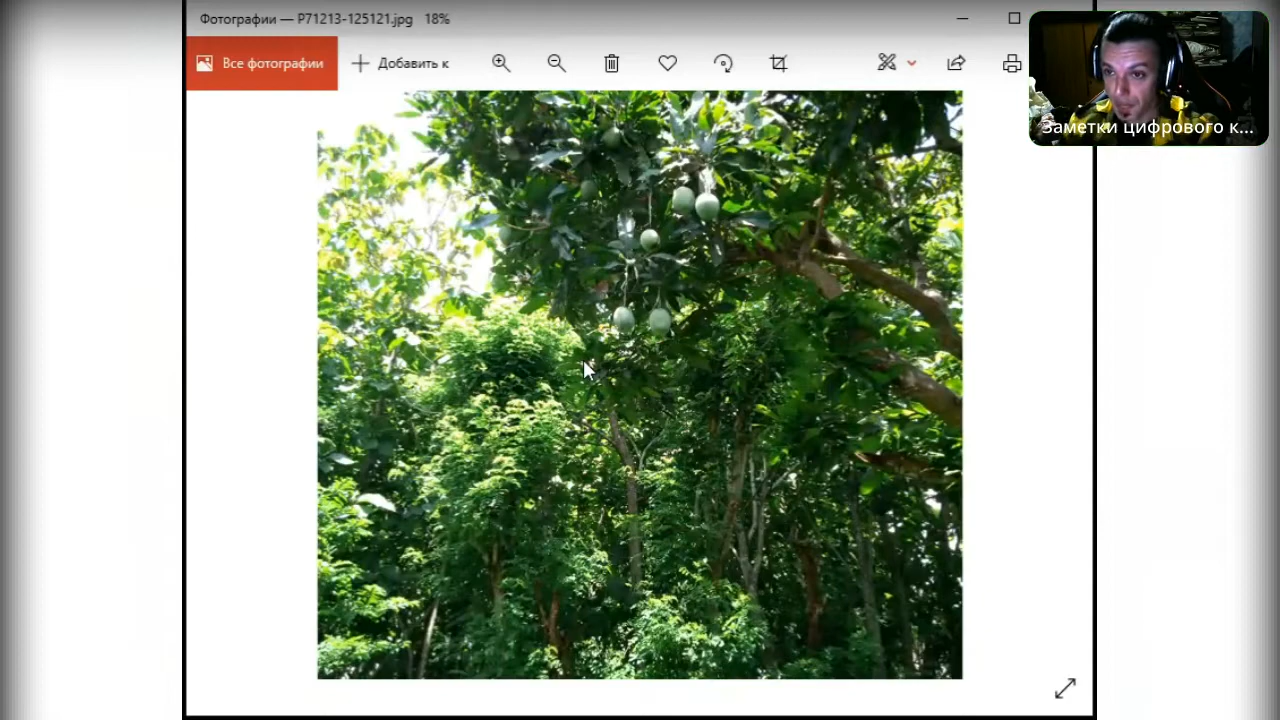 Фотографии — P71213-125121.jpg 18%
Все фотографии
Добавить к
Заметки цифрового к...